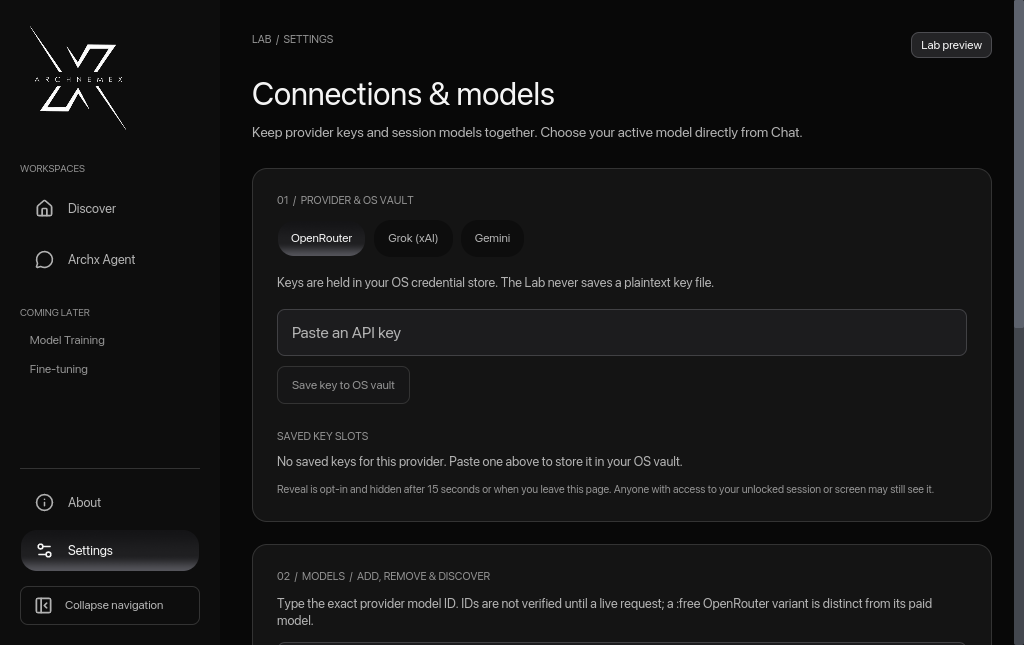 ARCHNEMEX
WORKSPACES
Discover
Archx Agent
COMING LATER
Model Training
Fine-tuning
About
Settings
Collapse navigation
LAB / SETTINGS
Lab preview
Connections & models
Keep provider keys and session models together. Choose your active model directly from Chat.
01 / PROVIDER & OS VAULT
OpenRouter
Grok (xAI)
Gemini
Keys are held in your OS credential store. The Lab never saves a plaintext key file.
Paste an API key
Save key to OS vault
SAVED KEY SLOTS
No saved keys for this provider. Paste one above to store it in your OS vault.
Reveal is opt-in and hidden after 15 seconds or when you leave this page. Anyone with access to your unlocked session or screen may still see it.
02 / MODELS / ADD, REMOVE & DISCOVER
Type the exact provider model ID. IDs are not verified until a live request; a :free OpenRouter variant is distinct from its paid
model.